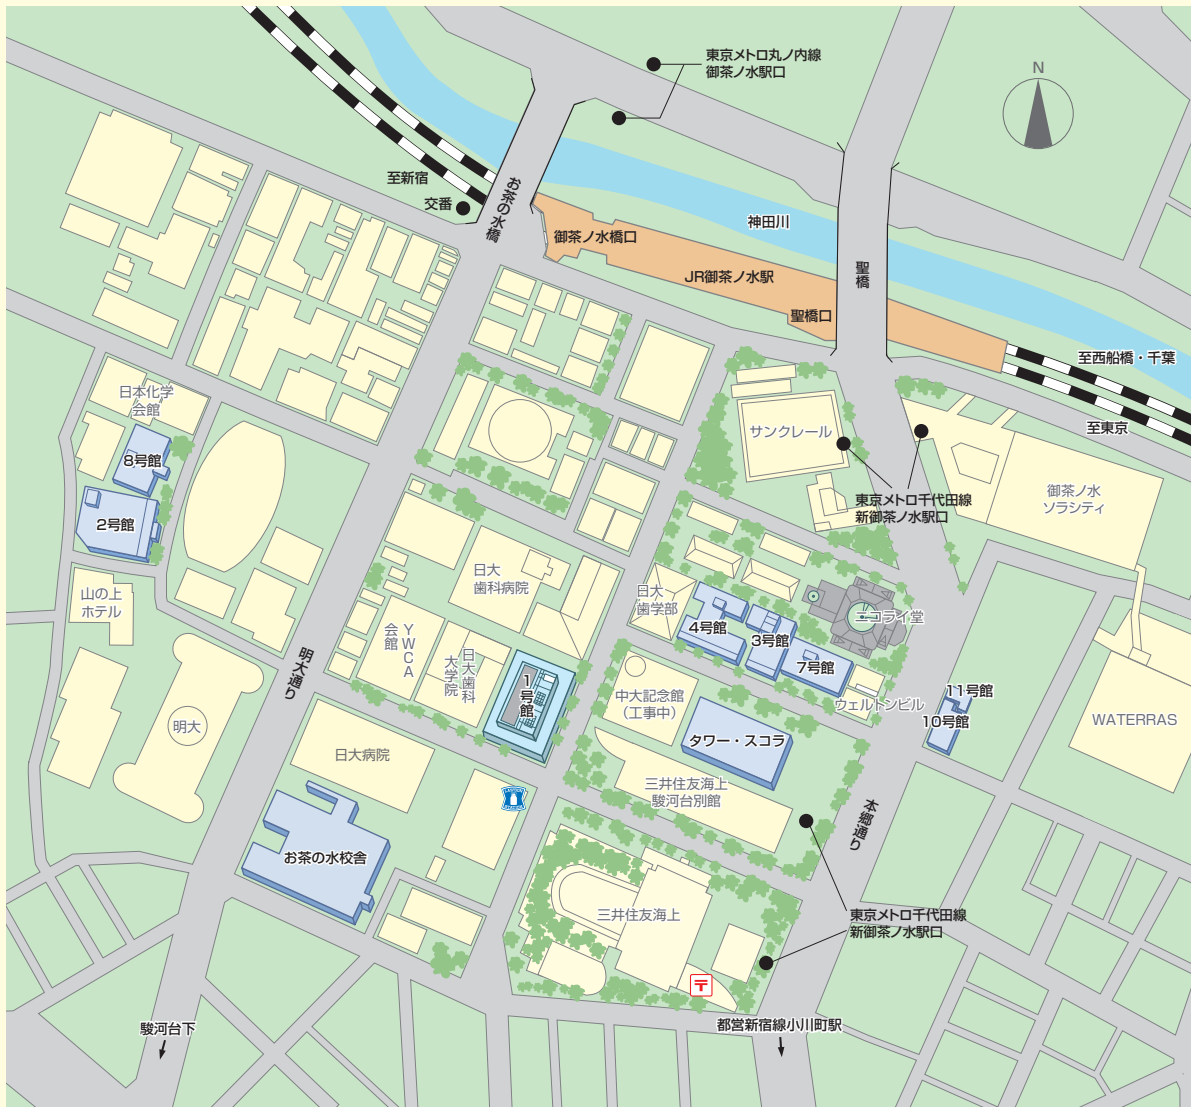 東京メトロ丸ノ内線
御茶ノ水駅口
N
至新宿
交番
お茶の水橋
神田川
御茶ノ水橋口
JR御茶ノ水駅
聖橋
聖橋口
至西船橋・千葉
至東京
日本化学
会館
8号館
2号館
サンクレール
東京メトロ千代田線
新御茶ノ水駅口
御茶ノ水
ソラシティ
山の上
ホテル
日大
歯科病院
日大
歯学部
4号館
3号館
7号館
ニコライ堂
YWCA
会館
日大歯科
大学院
1号館
中大記念館
(工事中)
ウェルトンビル
11号館
10号館
WATERRAS
明大通り
明大
タワー・スコラ
日大病院
三井住友海上
駿河台別館
本郷通り
お茶の水校舎
三井住友海上
東京メトロ千代田線
新御茶ノ水駅口
〒
駿河台下
都営新宿線小川町駅